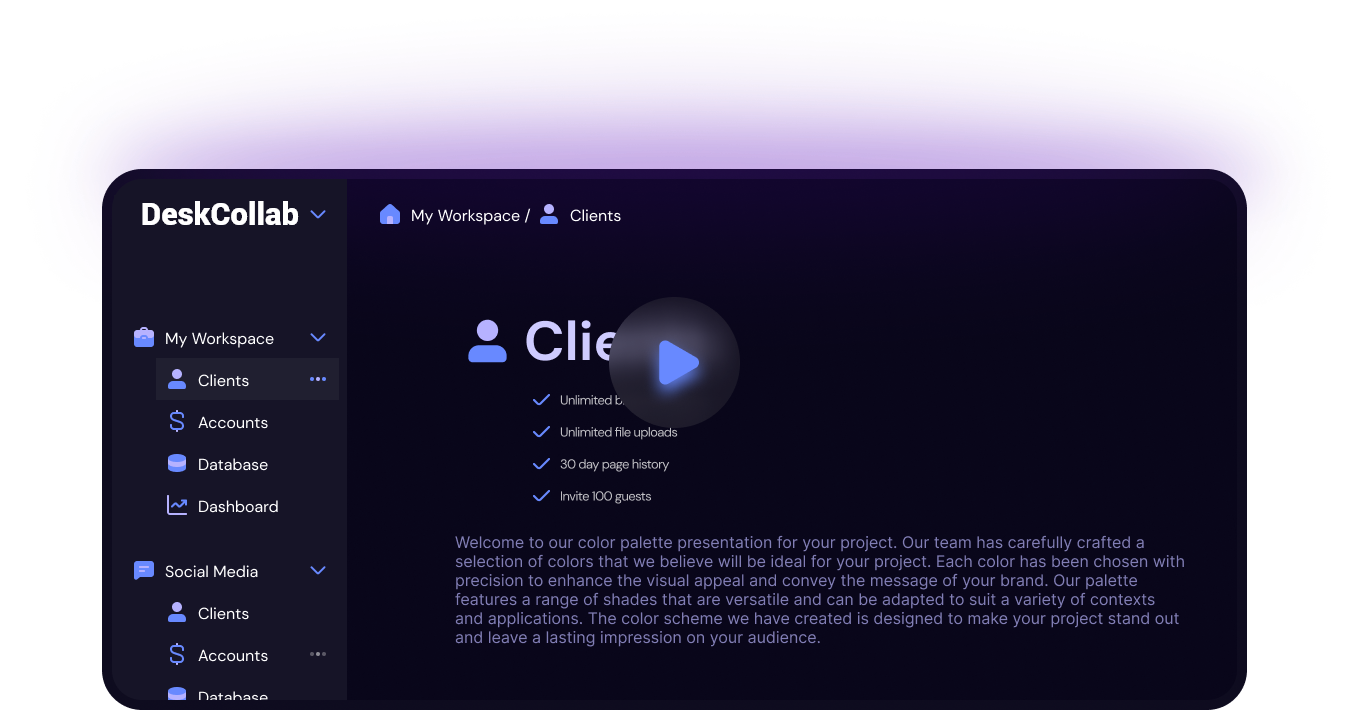 DeskCollab
My Workspace / Clients
My Workspace
Clients
Accounts
Database
Dashboard
Social Media
Clients
Accounts
Database
Unlimited
Unlimited file uploads
30 day page history
Invite 100 guests
Welcome to our color palette presentation for your project. Our team has carefully crafted a
selection of colors that we believe will be ideal for your project. Each color has been chosen with
precision to enhance the visual appeal and convey the message of your brand. Our palette
features a range of shades that are versatile and can be adapted to suit a variety of contexts
and applications. The color scheme we have created is designed to make your project stand out
and leave a lasting impression on your audience.